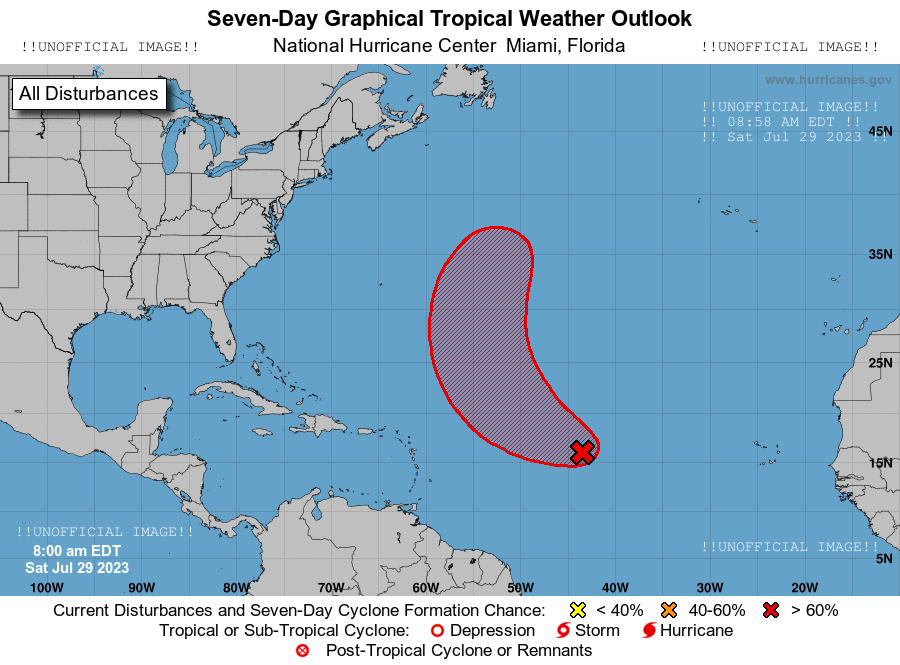 Seven-Day Graphical Tropical Weather Outlook
!!UNOFFICIAL IMAGE!! National Hurricane Center Miami, Florida !!UNOFFICIAL IMAGE!!
www.hurricanes.gov
All Disturbances
!!UNOFFICIAL IMAGE!!
!! 08:58 AM EDT !!
!! Sat Jul 29 2023 !!
45N
35N
25N
15N
!!UNOFFICIAL IMAGE!!
8:00 am EDT
Sat Jul 29 2023
!!UNOFFICIAL IMAGE!!
5N
100W 90W 80W 70W 60W 50W 40W 30W 20W
Current Disturbances and Seven-Day Cyclone Formation Chance: < 40% 40-60% > 60%
Tropical or Sub-Tropical Cyclone: Depression Storm Hurricane
Post-Tropical Cyclone or Remnants